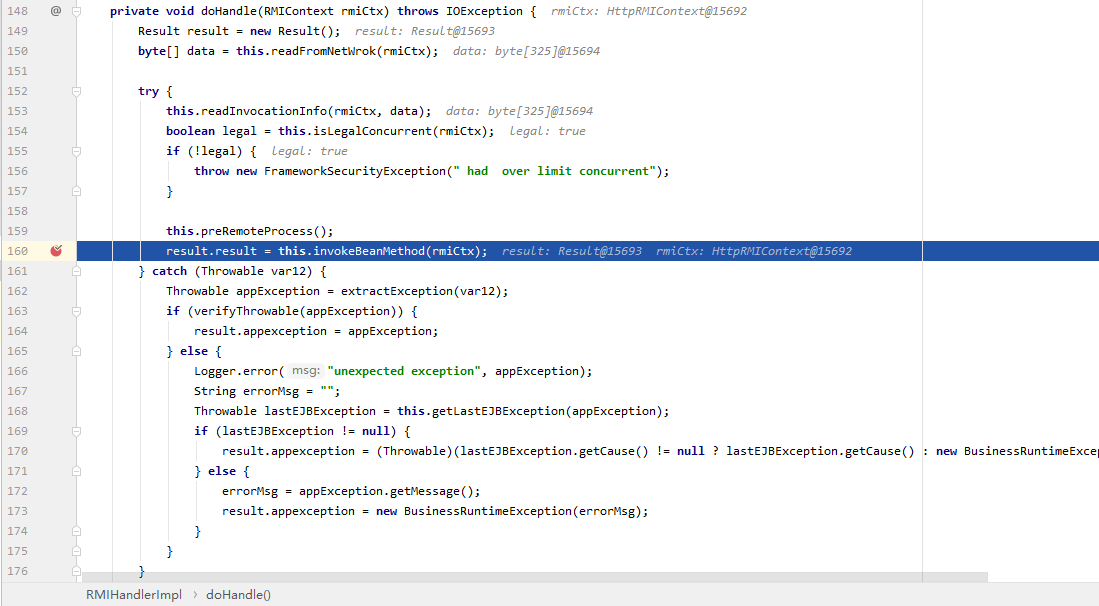 148 @ private void doHandle(RMIContext rmiCtx) throws IOException { rmiCtx: HttpRMIContext@15692
149 Result result = new Result(); result: Result@15693
150 byte[] data = this.readFromNetWrok(rmiCtx); data: byte[325]@15694
151
152 try {
153 this.readInvocationInfo(rmiCtx, data); data: byte[325]@15694
154 boolean legal = this.isLegalConcurrent(rmiCtx); legal: true
155 if (!legal) { legal: true
156 throw new FrameworkSecurityException(" had  over limit concurrent");
157 }
158
159 this.preRemoteProcess();
160 result.result = this.invokeBeanMethod(rmiCtx); result: Result@15693 rmiCtx: HttpRMIContext@15692
161 } catch (Throwable var12) {
162 Throwable appException = extractException(var12);
163 if (verifyThrowable(appException)) {
164 result.appexception = appException;
165 } else {
166 Logger.error( msg: "unexpected exception", appException);
167 String errorMsg = "";
168 Throwable lastEJBException = this.getLastEJBException(appException);
169 if (lastEJBException != null) {
170 result.appexception = (Throwable)(lastEJBException.getCause() != null ? lastEJBException.getCause() : new BusinessRuntimeExcep
171 } else {
172 errorMsg = appException.getMessage();
173 result.appexception = new BusinessRuntimeException(errorMsg);
174 }
175 }
176 }
RMIHandlerImpl › doHandle()